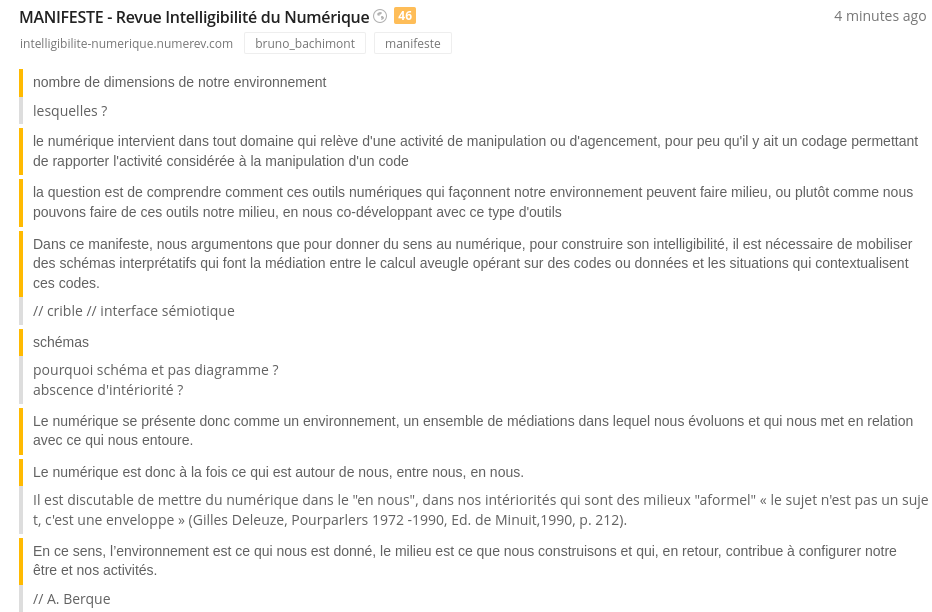 MANIFESTE - Revue Intelligibilité du Numérique 46
4 minutes ago
intelligibilite-numerique.numerev.com bruno_bachimont manifeste
nombre de dimensions de notre environnement
lesquelles ?
le numérique intervient dans tout domaine qui relève d'une activité de manipulation ou d'agencement, pour peu qu'il y ait un codage permettant
de rapporter l'activité considérée à la manipulation d'un code
la question est de comprendre comment ces outils numériques qui façonnent notre environnement peuvent faire milieu, ou plutôt comme nous
pouvons faire de ces outils notre milieu, en nous co-développant avec ce type d'outils
Dans ce manifeste, nous argumentons que pour donner du sens au numérique, pour construire son intelligibilité, il est nécessaire de mobiliser
des schémas interprétatifs qui font la médiation entre le calcul aveugle opérant sur des codes ou données et les situations qui contextualisent
ces codes.
// crible // interface sémiotique
schémas
pourquoi schéma et pas diagramme ?
abscence d'intériorité ?
Le numérique se présente donc comme un environnement, un ensemble de médiations dans lequel nous évoluons et qui nous met en relation
avec ce qui nous entoure.
Le numérique est donc à la fois ce qui est autour de nous, entre nous, en nous.
Il est discutable de mettre du numérique dans le "en nous", dans nos intériorités qui sont des milieux "aformel" « le sujet n'est pas un suje
t, c'est une enveloppe » (Gilles Deleuze, Pourparlers 1972 -1990, Ed. de Minuit,1990, p. 212).
En ce sens, l’environnement est ce qui nous est donné, le milieu est ce que nous construisons et qui, en retour, contribue à configurer notre
être et nos activités.
// A. Berque